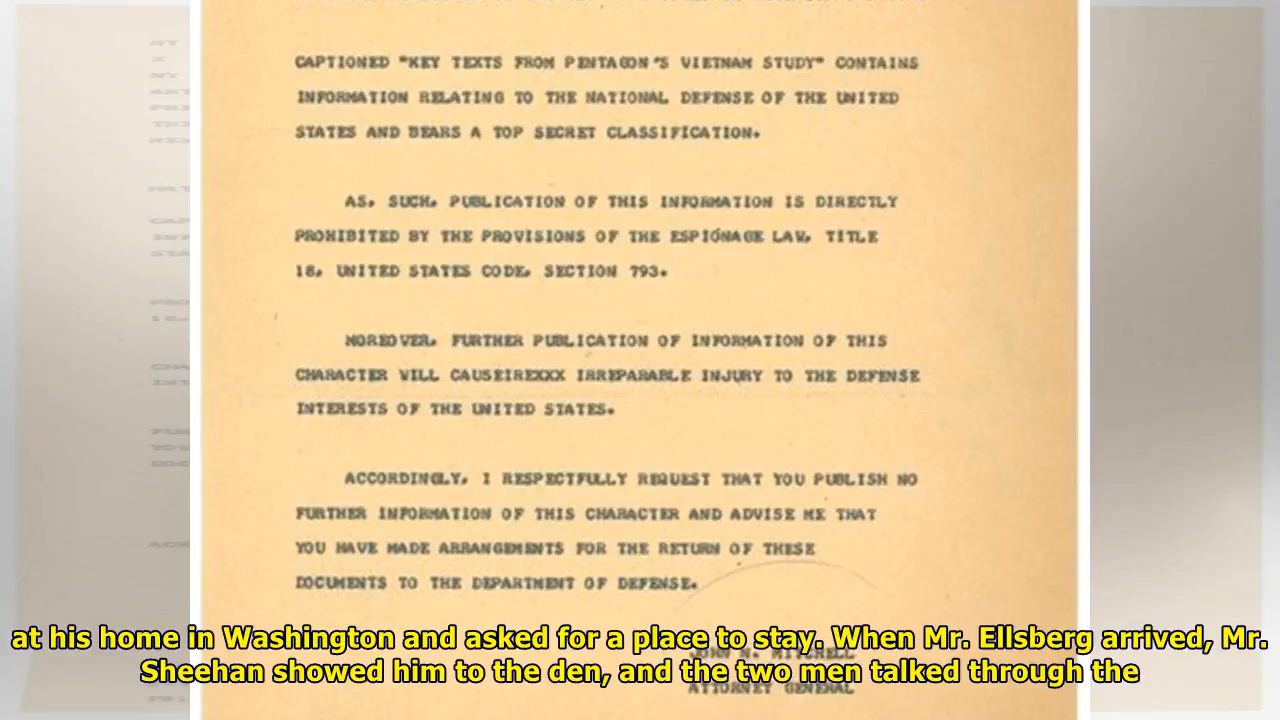 CAPTIONED "KEY TEXTS FROM PENTAGON'S VIETNAM STUDY" CONTAINS
INFORMATION RELATING TO THE NATIONAL DEFENSE OF THE UNITED
STATES AND BEARS A TOP SECRET CLASSIFICATION.
AS, SUCH, PUBLICATION OF THIS INFORMATION IS DIRECTLY
PROHIBITED BY THE PROVISIONS OF THE ESPIONAGE LAW, TITLE
18, UNITED STATES CODE, SECTION 793.
MOREOVER, FURTHER PUBLICATION OF INFORMATION OF THIS
CHARACTER WILL CAUSEIREXXX IRREPARABLE INJURY TO THE DEFENSE
INTERESTS OF THE UNITED STATES.
ACCORDINGLY, I RESPECTFULLY REQUEST THAT YOU PUBLISH NO
FURTHER INFORMATION OF THIS CHARACTER AND ADVISE ME THAT
YOU HAVE MADE ARRANGEMENTS FOR THE RETURN OF THESE
DOCUMENTS TO THE DEPARTMENT OF DEFENSE.
at his home in Washington and asked for a place to stay. When Mr. Ellsberg arrived, Mr.
JOHN N. MITCHELL
Sheehan showed him to the den, and the two men talked through the
ATTORNEY GENERAL